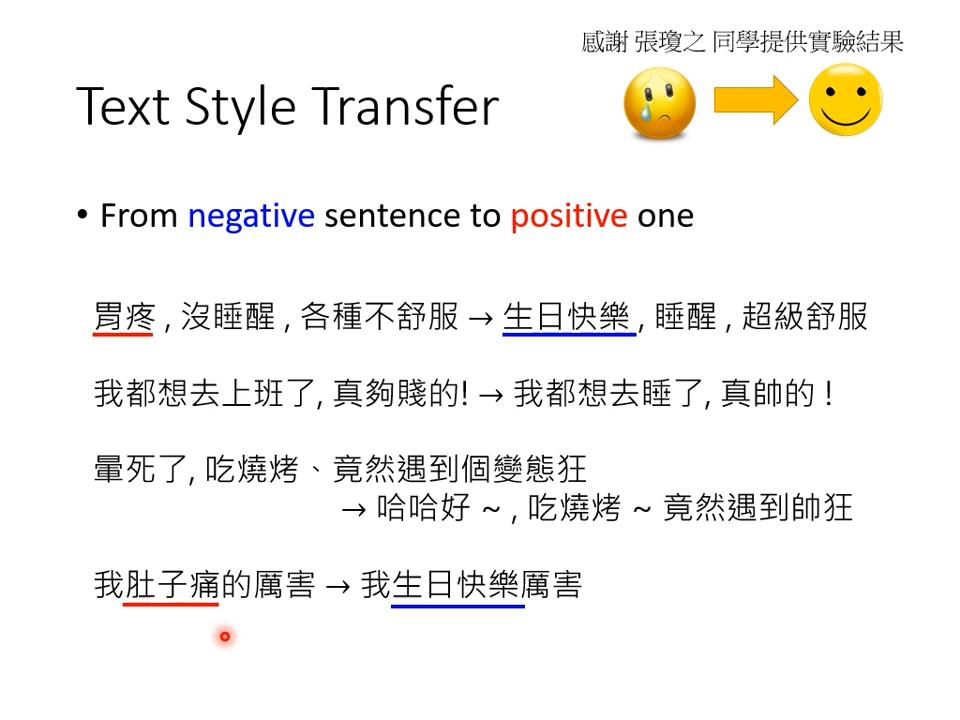 感謝 張瓊之 同學提供實驗結果
Text Style Transfer
• From negative sentence to positive one
胃疼 , 沒睡醒 , 各種不舒服 → 生日快樂 , 睡醒 , 超級舒服
我都想去上班了, 真夠賤的! → 我都想去睡了, 真帥的 !
暈死了, 吃燒烤、竟然遇到個變態狂
→ 哈哈好 ~ , 吃燒烤 ~ 竟然遇到帥狂
我肚子痛的厲害 → 我生日快樂厲害